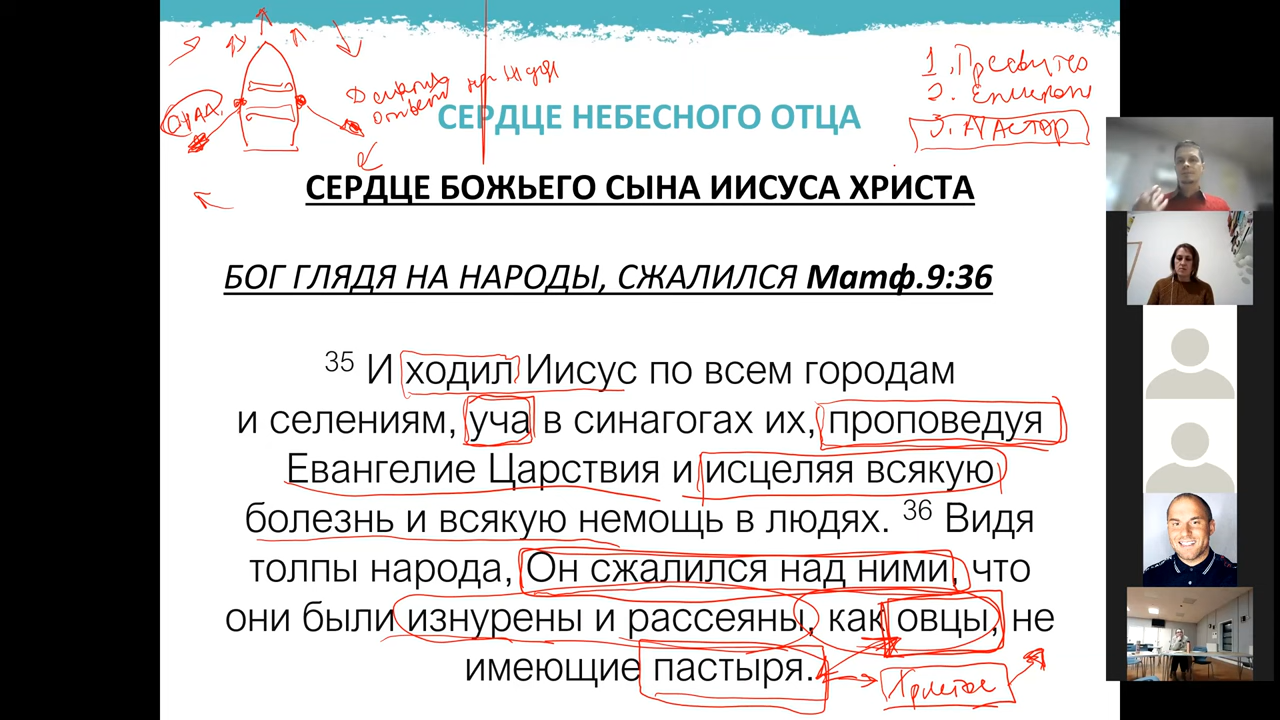 1. Пресвитер
2. Епископ
3. ПАСТОР
СЕРДЦЕ НЕБЕСНОГО ОТЦА
СЕРДЦЕ БОЖЬЕГО СЫНА ИИСУСА ХРИСТА
БОГ ГЛЯДЯ НА НАРОДЫ, СЖАЛИЛСЯ Матф.9:36
35 И ходил Иисус по всем городам
и селениям, уча в синагогах их, проповедуя
Евангелие Царствия и исцеляя всякую
болезнь и всякую немощь в людях. 36 Видя
толпы народа, Он сжалился над ними, что
они были изнурены и рассеяны, как овцы, не
имеющие пастыря.
Христос